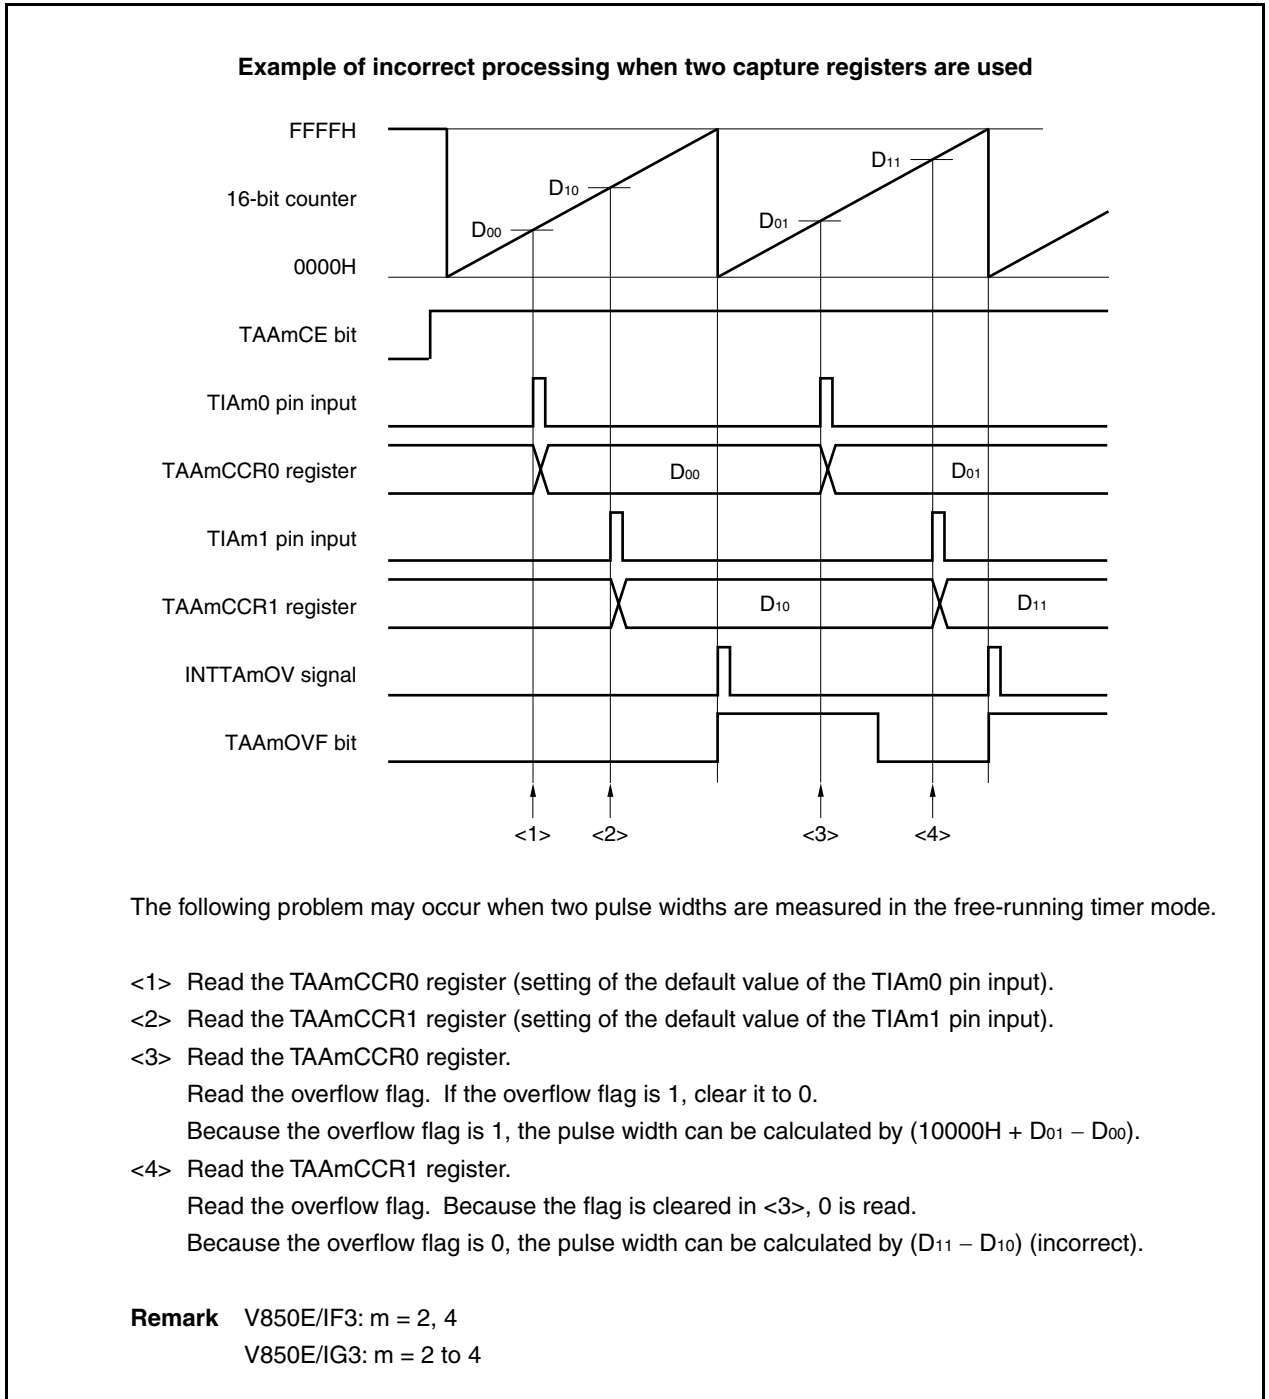 Example of incorrect processing when two capture registers are used
FFFFH
D11
D10
16-bit counter
D01
D00
0000H
TAAmCE bit
TIAm0 pin input
TAAmCCR0 register
D00
D01
TIAm1 pin input
TAAmCCR1 register
D10
D11
INTTAmOV signal
TAAmOVF bit
<1>
<2>
<3>
<4>
The following problem may occur when two pulse widths are measured in the free-running timer mode.
<1> Read the TAAmCCR0 register (setting of the default value of the TIAm0 pin input).
<2> Read the TAAmCCR1 register (setting of the default value of the TIAm1 pin input).
<3> Read the TAAmCCR0 register.
Read the overflow flag. If the overflow flag is 1, clear it to 0.
Because the overflow flag is 1, the pulse width can be calculated by (10000H + D01 − D00).
<4> Read the TAAmCCR1 register.
Read the overflow flag. Because the flag is cleared in <3>, 0 is read.
Because the overflow flag is 0, the pulse width can be calculated by (D11 − D10) (incorrect).
Remark V850E/IF3: m = 2, 4
V850E/IG3: m = 2 to 4